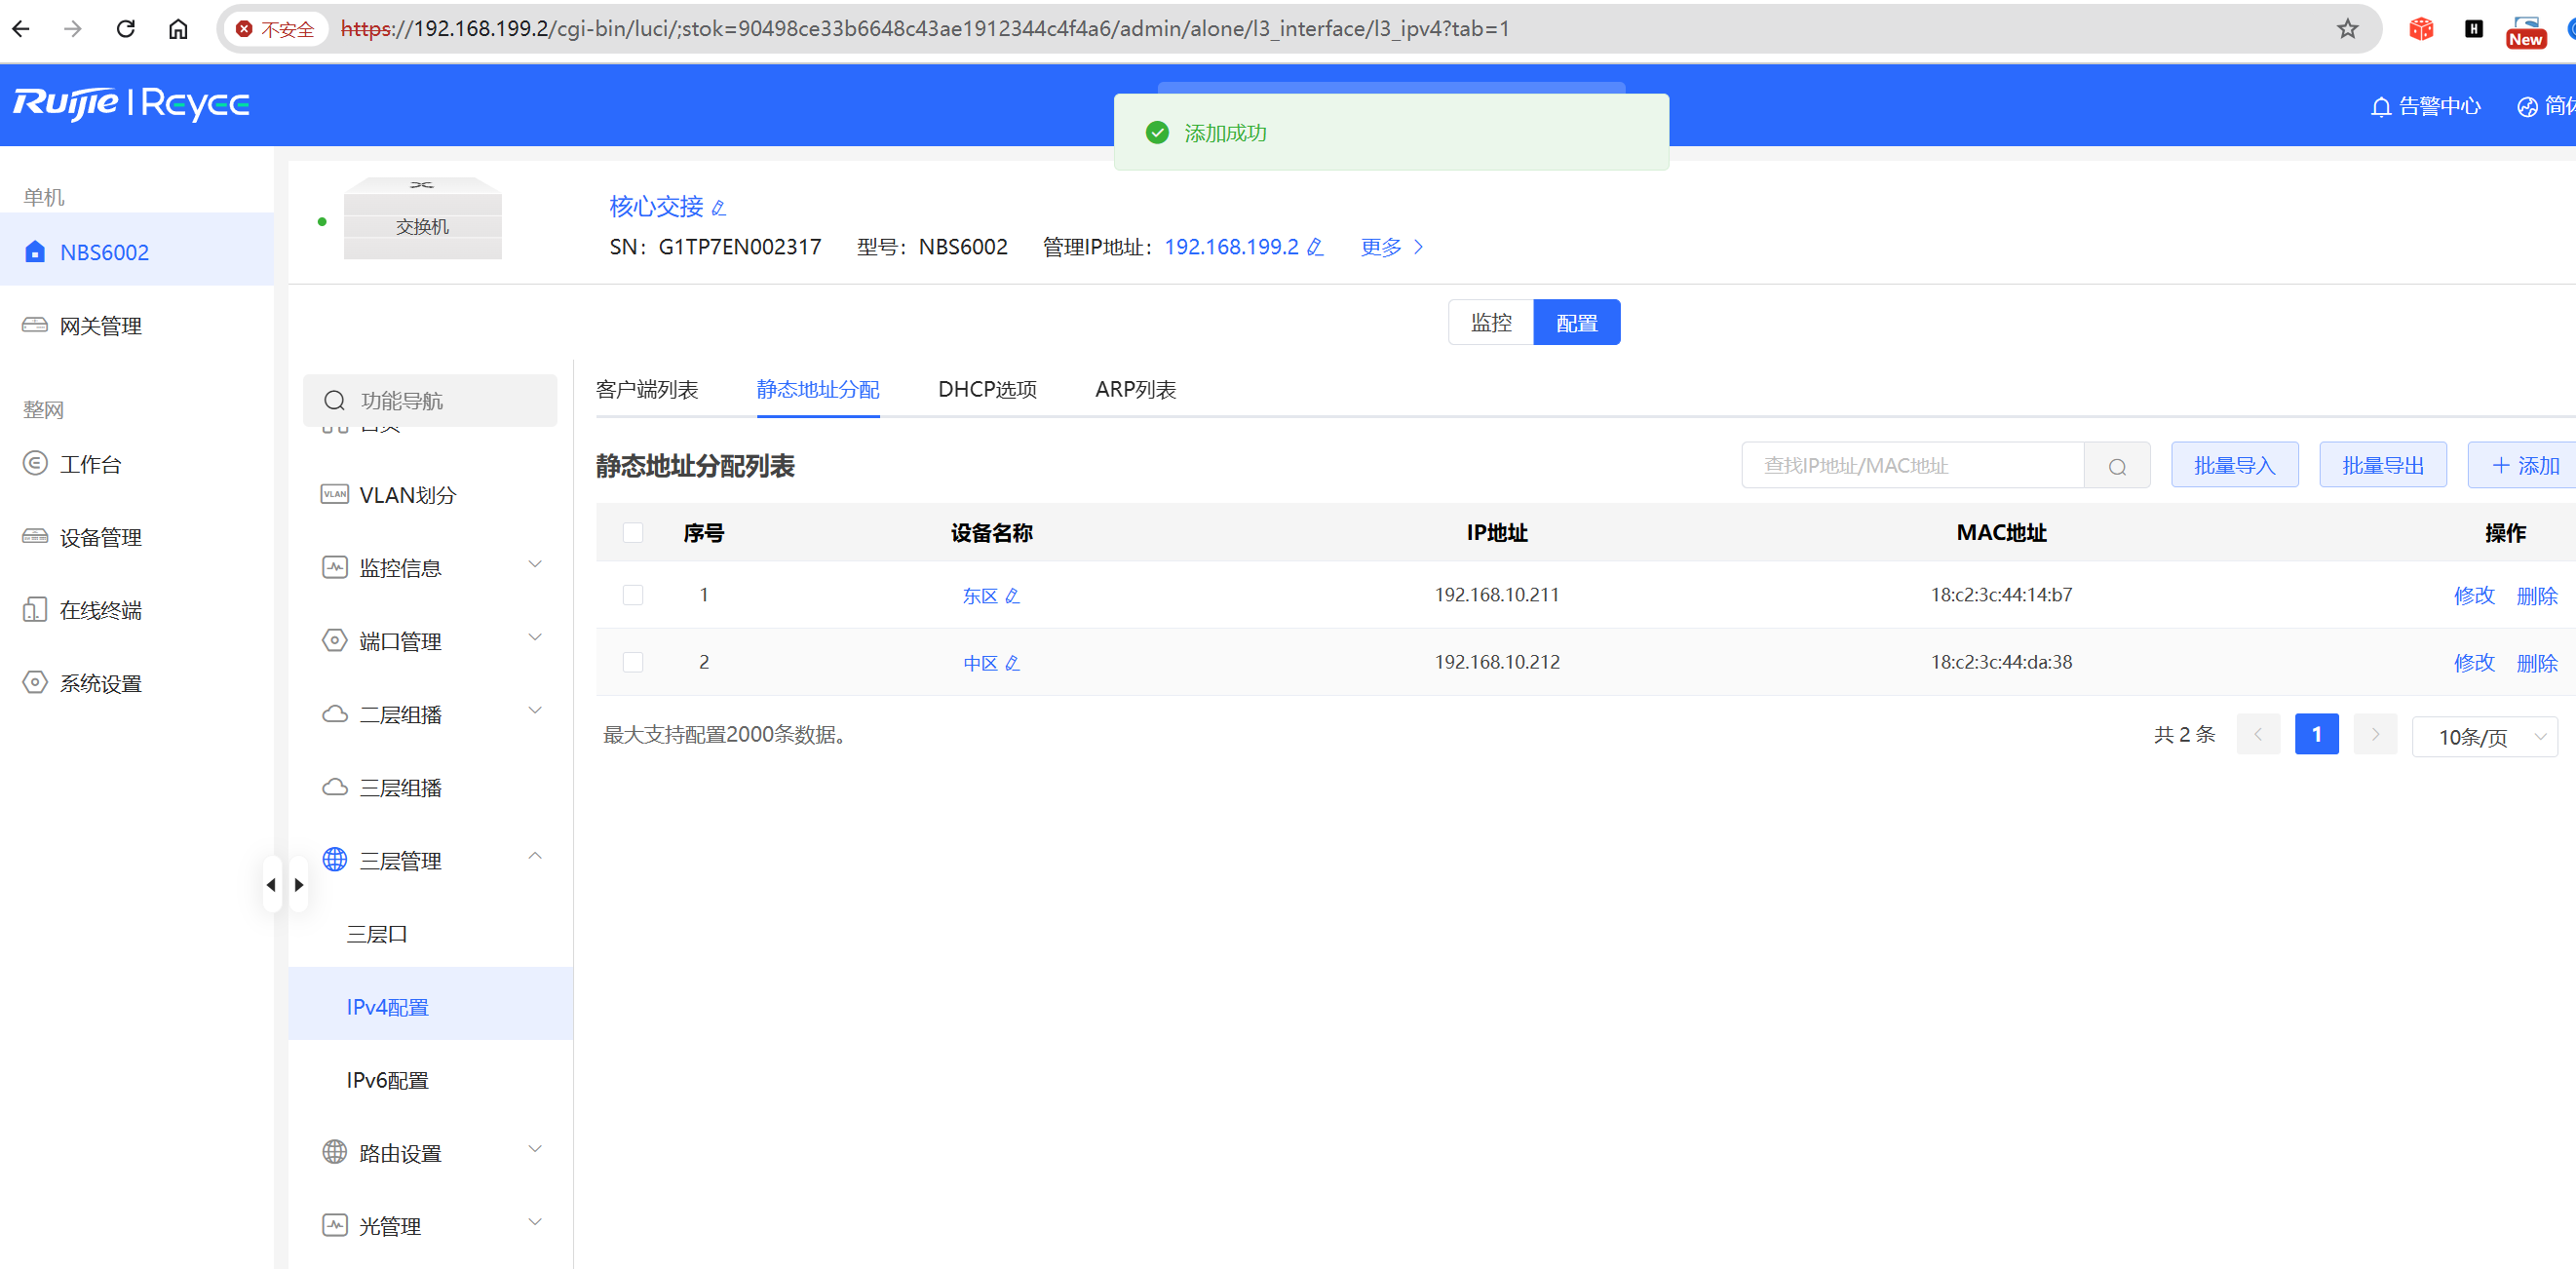 不安全 https://192.168.199.2/cgi-bin/luci/;stok=90498ce33b6648c43ae1912344c4f4a6/admin/alone/l3_interface/l3_ipv4?tab=1
H
New
Ruijie | Reyee
添加成功
告警中心
简体
单机
NBS6002
网关管理
整网
工作台
设备管理
在线终端
系统设置
交换机
核心交接
SN：G1TP7EN002317 型号：NBS6002 管理IP地址：192.168.199.2 更多
监控 配置
功能导航
首页
VLAN VLAN划分
监控信息
端口管理
二层组播
三层组播
三层管理
三层口
IPv4配置
IPv6配置
路由设置
光管理
客户端列表 静态地址分配 DHCP选项 ARP列表
静态地址分配列表 查找IP地址/MAC地址 批量导入 批量导出 + 添加
序号 设备名称 IP地址 MAC地址 操作
1 东区 192.168.10.211 18:c2:3c:44:14:b7 修改 删除
2 中区 192.168.10.212 18:c2:3c:44:da:38 修改 删除
最大支持配置2000条数据。 共 2 条 1 10条/页